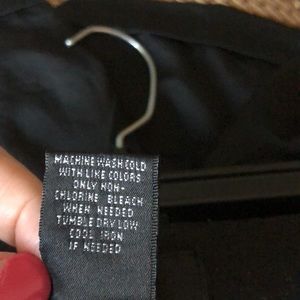 MACHINE WASH COLD
WITH LIKE COLORS
ONLY NON-
CHLORINE BLEACH
WHEN NEEDED
TUMBLE DRY LOW
COOL IRON
IF NEEDED